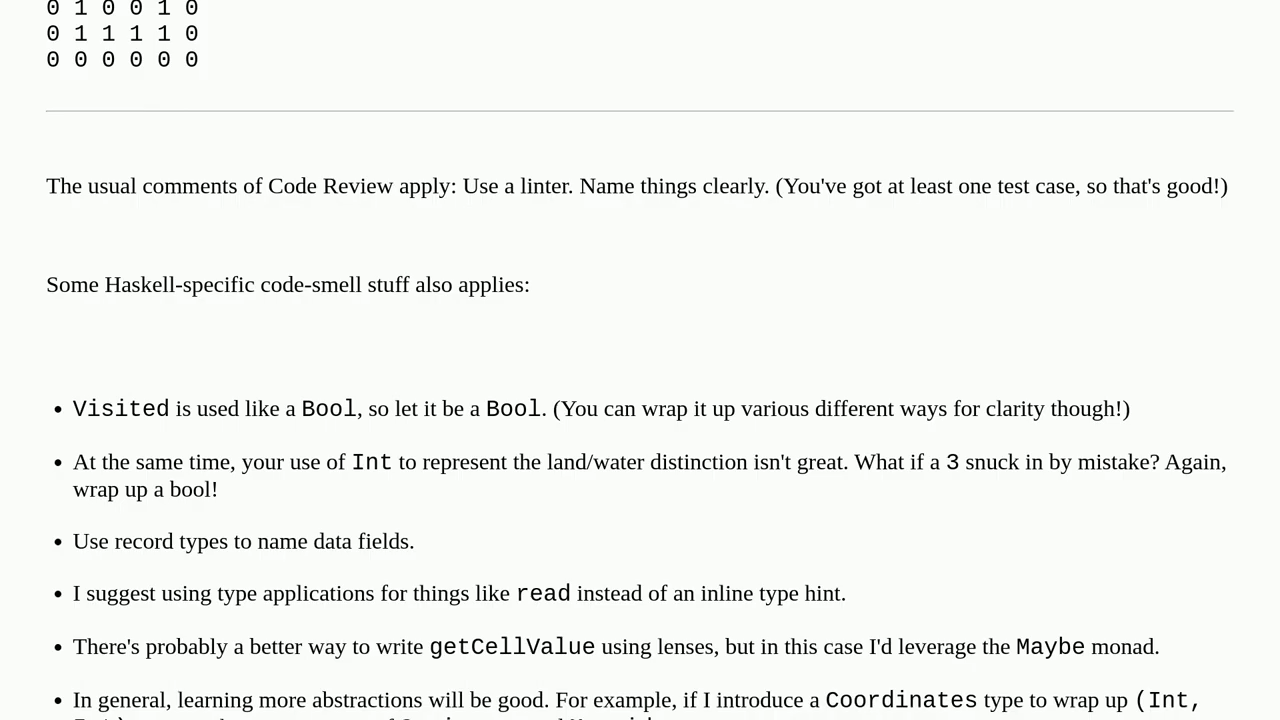 0 1 0 0 1 0
0 1 1 1 1 0
0 0 0 0 0 0
The usual comments of Code Review apply: Use a linter. Name things clearly. (You've got at least one test case, so that's good!)
Some Haskell-specific code-smell stuff also applies:
• Visited is used like a Bool, so let it be a Bool. (You can wrap it up various different ways for clarity though!)
• At the same time, your use of Int to represent the land/water distinction isn't great. What if a 3 snuck in by mistake? Again,
wrap up a bool!
• Use record types to name data fields.
• I suggest using type applications for things like read instead of an inline type hint.
• There's probably a better way to write getCellValue using lenses, but in this case I'd leverage the Maybe monad.
• In general, learning more abstractions will be good. For example, if I introduce a Coordinates type to wrap up (Int,